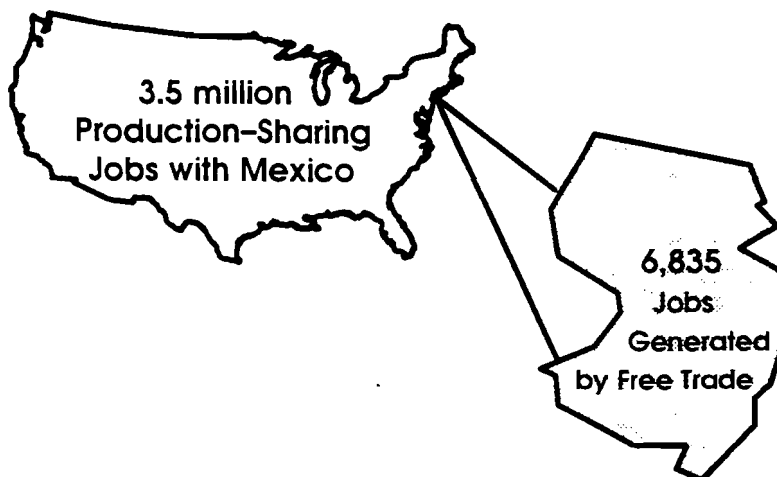 3.5 million
Production–Sharing
Jobs with Mexico
6,835
Jobs
Generated
by Free Trade